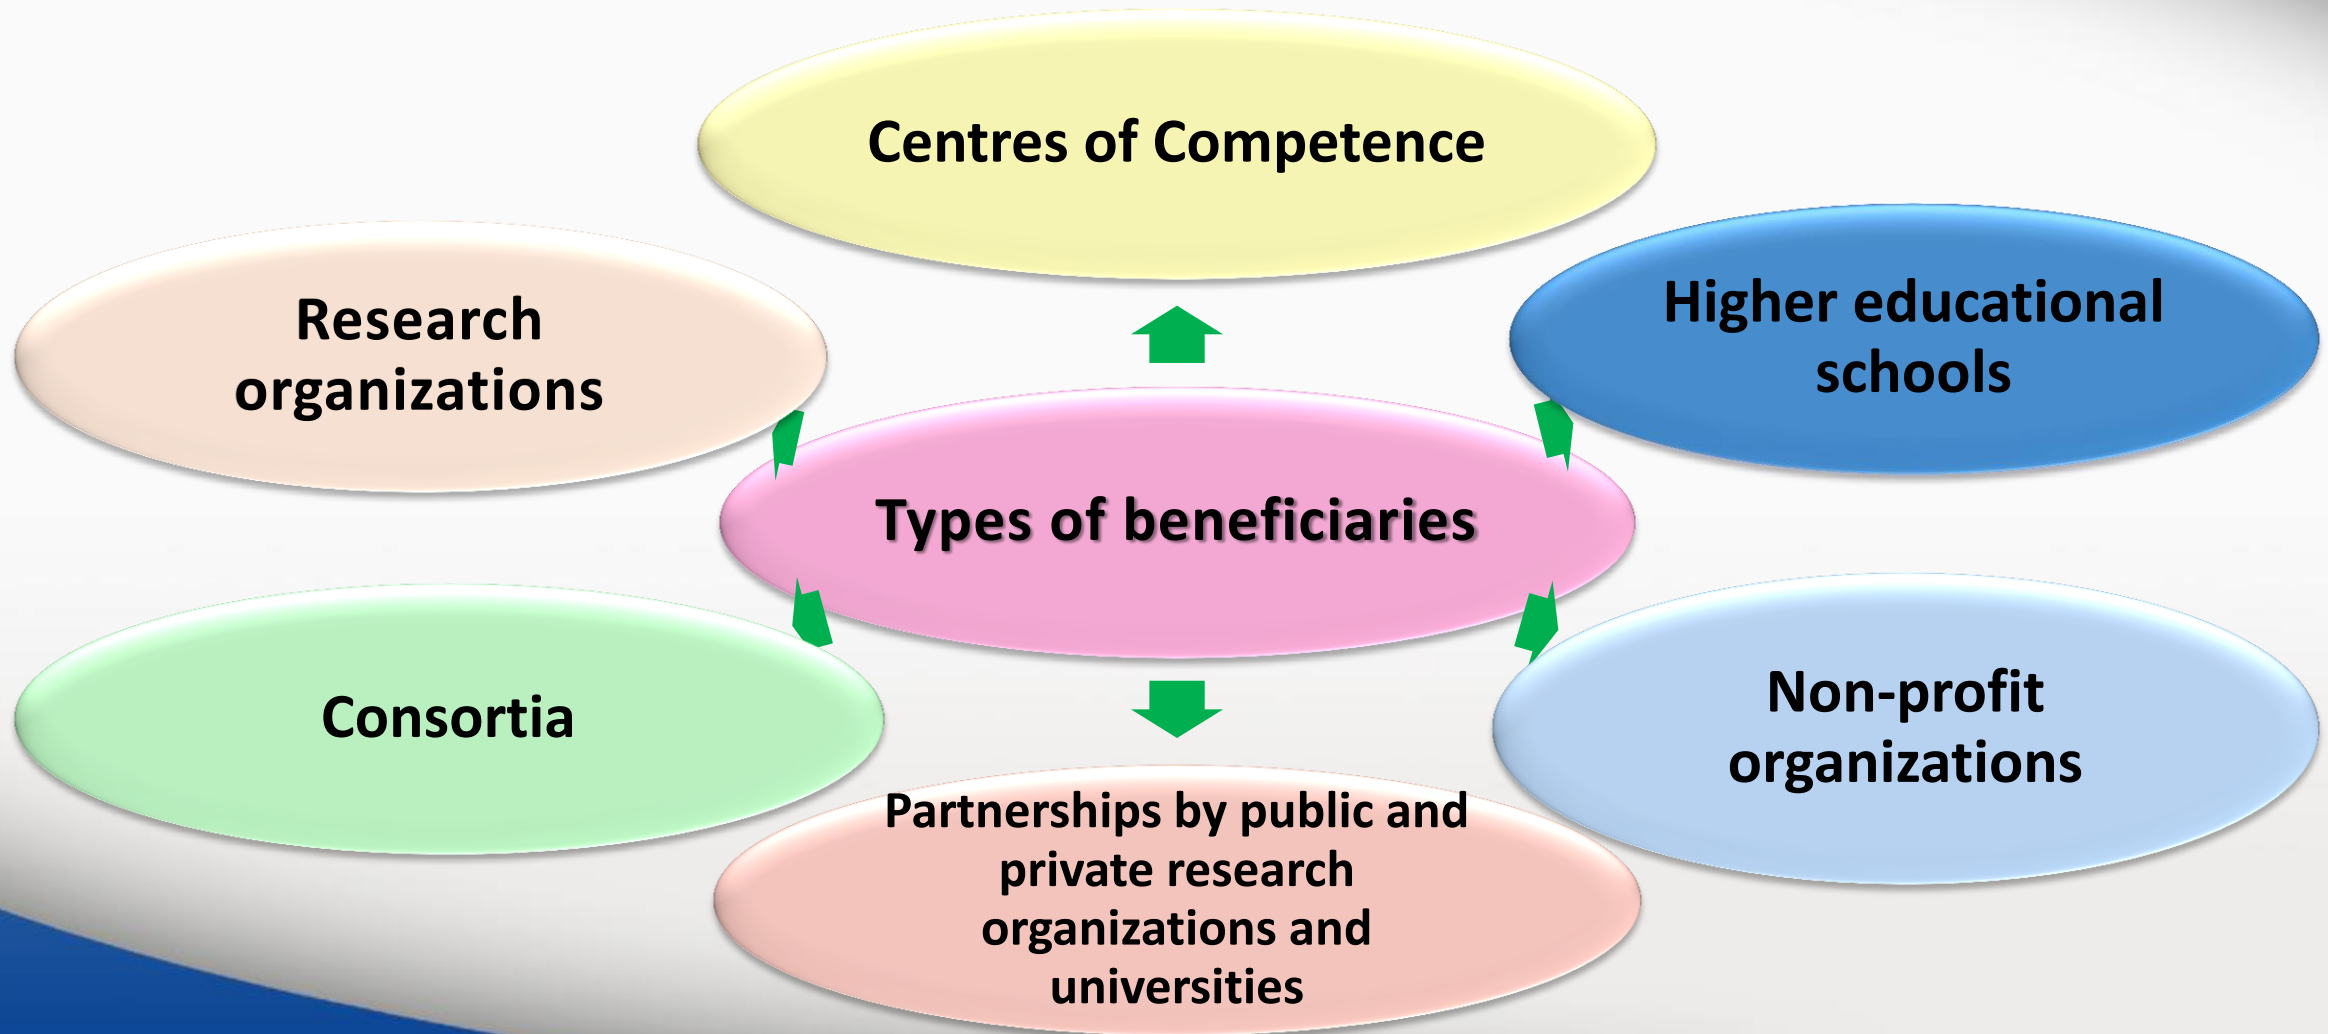 Centres of Competence
Research
organizations
Higher educational
schools
Types of beneficiaries
Consortia
Non-profit
organizations
Partnerships by public and
private research
organizations and
universities